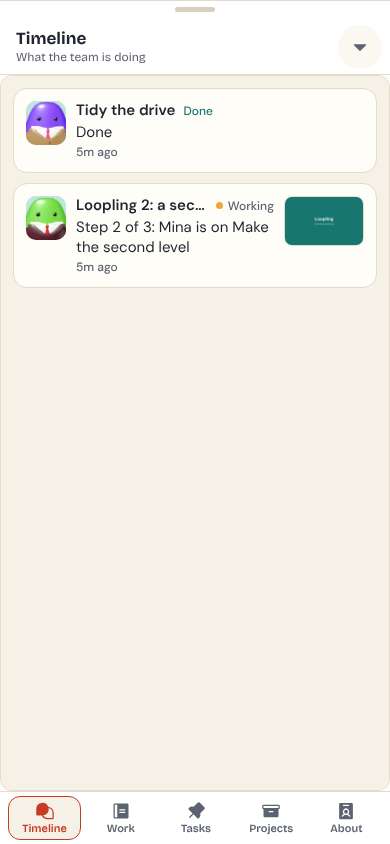 Timeline
What the team is doing
Tidy the drive Done
Done
5m ago
Loopling 2: a sec... Working
Step 2 of 3: Mina is on Make
the second level
5m ago
Loopling
Timeline
Work
Tasks
Projects
About